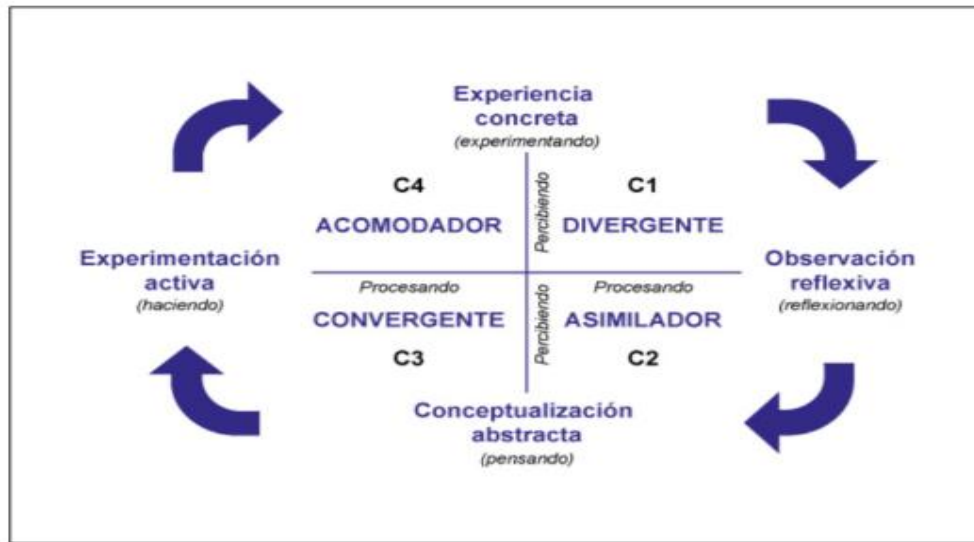 Experiencia
concreta
(experimentando)
C4
C1
Percibiendo
ACOMODADOR
DIVERGENTE
Experimentación
activa
(haciendo)
Observación
reflexiva
(reflexionando)
Procesando
Procesando
CONVERGENTE
Percibiendo
ASIMILADOR
C3
C2
Conceptualización
abstracta
(pensando)